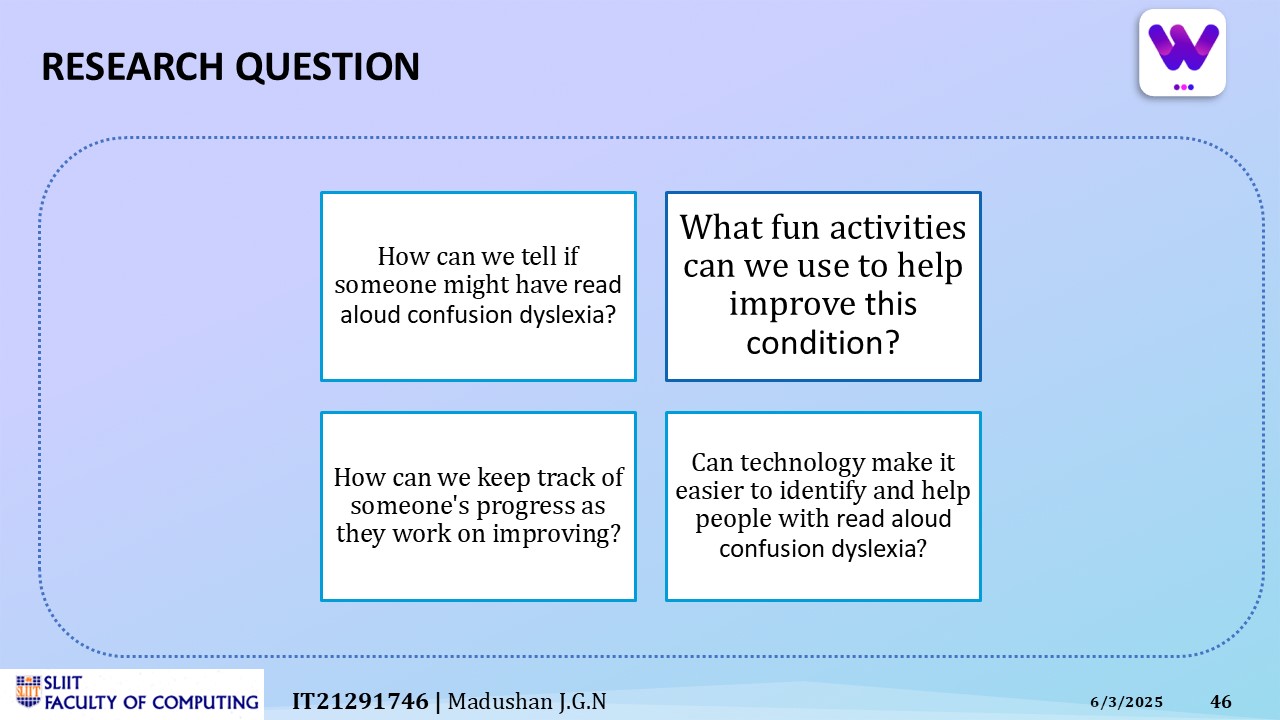 RESEARCH QUESTION
W
How can we tell if
someone might have read
aloud confusion dyslexia?
What fun activities
can we use to help
improve this
condition?
How can we keep track of
someone's progress as
they work on improving?
Can technology make it
easier to identify and help
people with read aloud
confusion dyslexia?
SLIIT
SLIIT
FACULTY OF COMPUTING
IT21291746 | Madushan J.G.N
6/3/2025
46